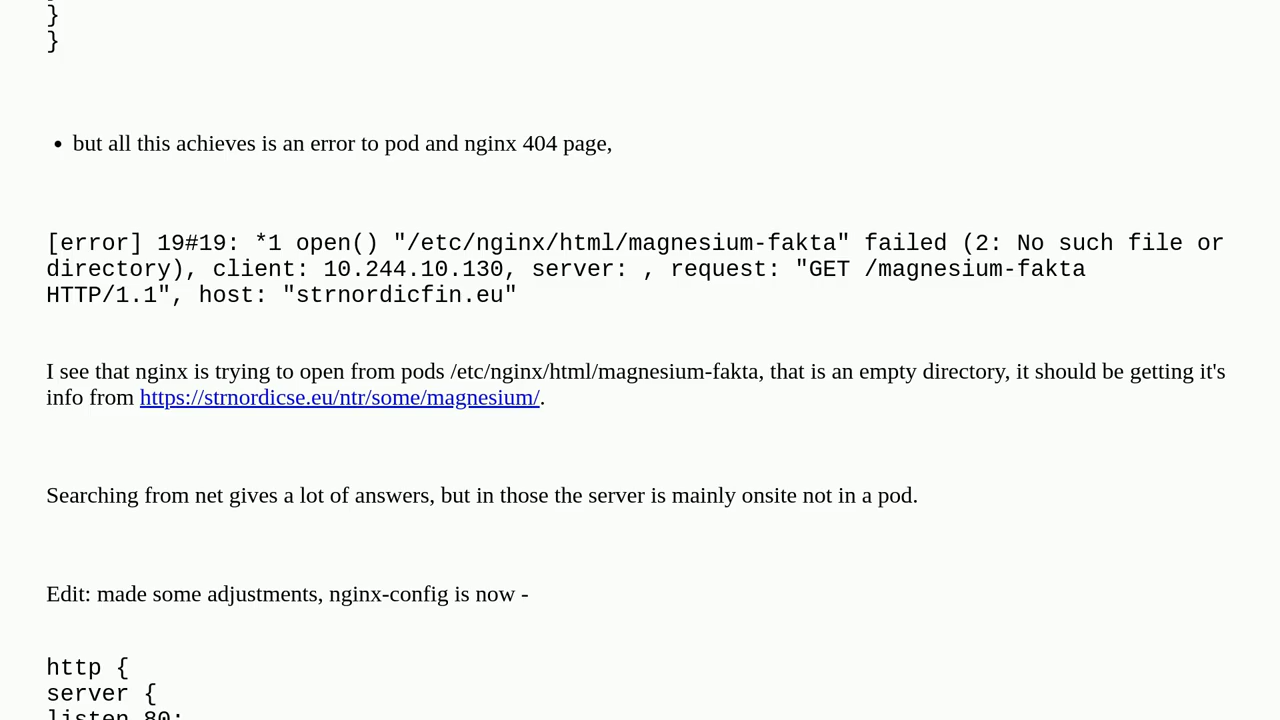 }
}
• but all this achieves is an error to pod and nginx 404 page,
[error] 19#19: *1 open() "/etc/nginx/html/magnesium-fakta" failed (2: No such file or
directory), client: 10.244.10.130, server: , request: "GET /magnesium-fakta
HTTP/1.1", host: "strnordicfin.eu"
I see that nginx is trying to open from pods /etc/nginx/html/magnesium-fakta, that is an empty directory, it should be getting it's
info from https://strnordicse.eu/ntr/some/magnesium/.
Searching from net gives a lot of answers, but in those the server is mainly onsite not in a pod.
Edit: made some adjustments, nginx-config is now -
http {
server {
listen 80;